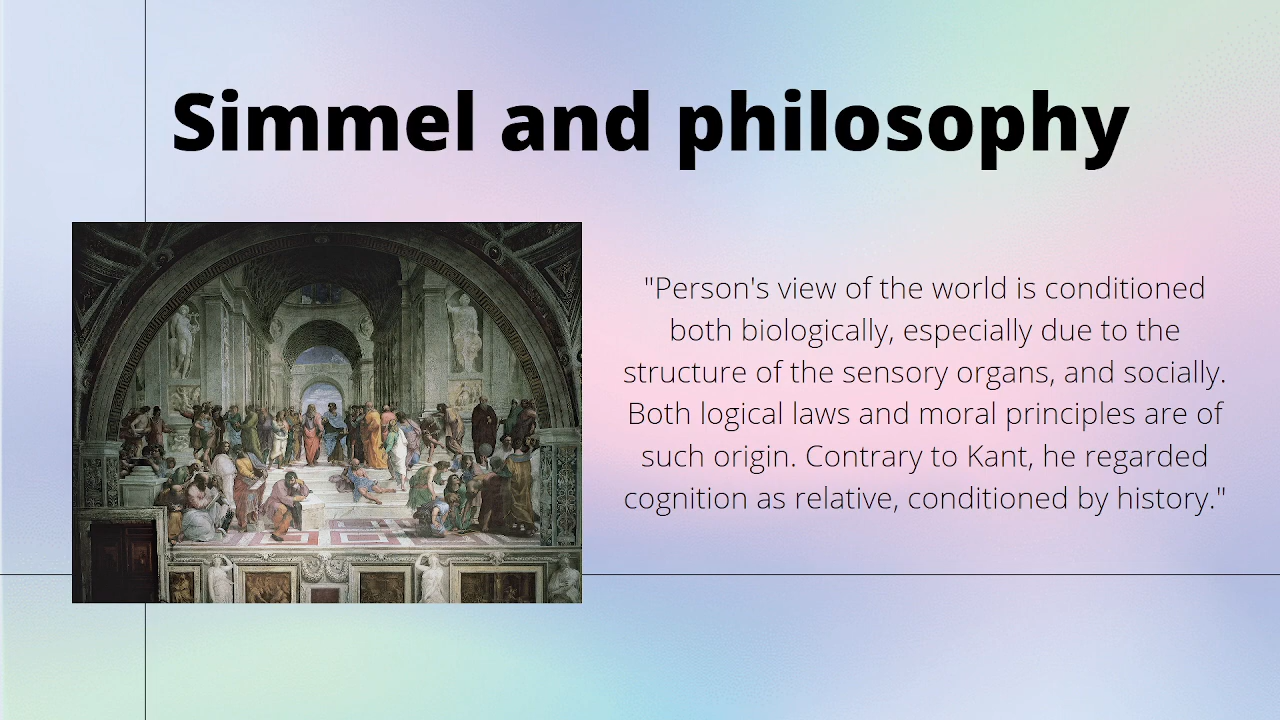 Simmel and philosophy
"Person's view of the world is conditioned
both biologically, especially due to the
structure of the sensory organs, and socially.
Both logical laws and moral principles are of
such origin. Contrary to Kant, he regarded
cognition as relative, conditioned by history."